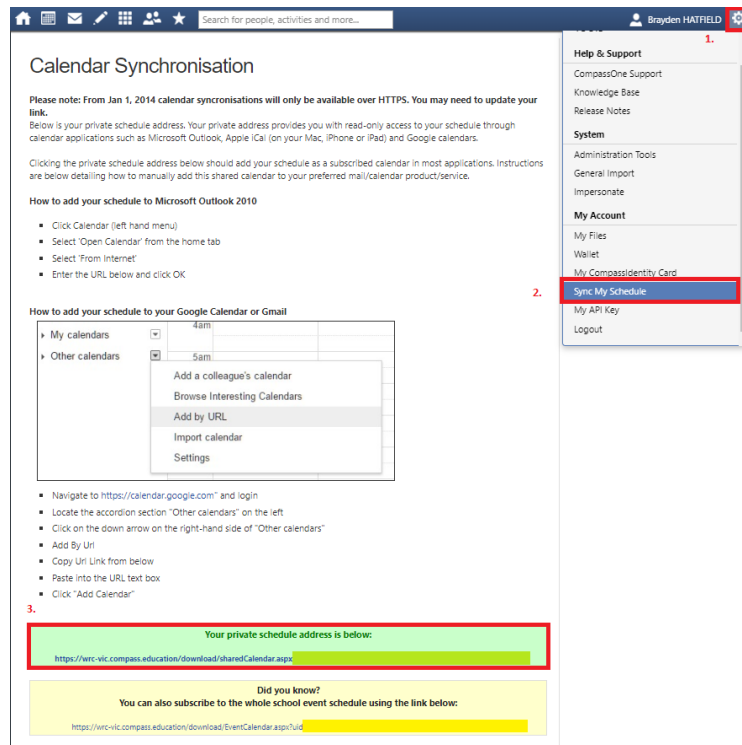 Search for people, activities and more...
Brayden HATFIELD
1.
Calendar Synchronisation
Please note: From Jan 1, 2014 calendar syncronisations will only be available over HTTPS. You may need to update your
link.
Below is your private schedule address. Your private address provides you with read-only access to your schedule through
calendar applications such as Microsoft Outlook, Apple iCal (on your Mac, iPhone or iPad) and Google calendars.
Clicking the private schedule address below should add your schedule as a subscribed calendar in most applications. Instructions
are below detailing how to manually add this shared calendar to your preferred mail/calendar product/service.
How to add your schedule to Microsoft Outlook 2010
Click Calendar (left hand menu)
Select 'Open Calendar' from the home tab
Select 'From Internet'
Enter the URL below and click OK
How to add your schedule to your Google Calendar or Gmail
4am
My calendars
Other calendars
5am
Add a colleague's calendar
Browse Interesting Calendars
Add by URL
Import calendar
Settings
Navigate to https://calendar.google.com" and login
Locate the accordion section "Other calendars" on the left
Click on the down arrow on the right-hand side of "Other calendars"
Add By Url
Copy Url Link from below
Paste into the URL text box
Click "Add Calendar"
3.
Your private schedule address is below:
https://wrc-vic.compass.education/download/sharedCalendar.aspx
Did you know?
You can also subscribe to the whole school event schedule using the link below:
https://wrc-vic.compass.education/download/EventCalendar.aspx?uid
Help & Support
CompassOne Support
Knowledge Base
Release Notes
System
Administration Tools
General Import
Impersonate
My Account
My Files
Wallet
My CompassIdentity Card
2.
Sync My Schedule
My API Key
Logout